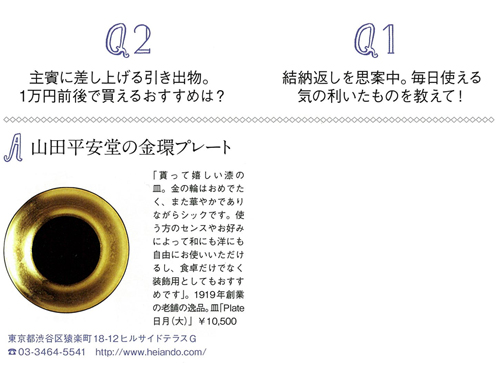 Q2
主賓に差し上げる引き出物。
1万円前後で買えるおすすめは？
Q1
結納返しを思案中。毎日使える
気の利いたものを教えて！
A 山田平安堂の金環プレート
「貰って嬉しい漆の
皿。金の輪はおめでた
く、また華やかであり
ながらシックです。使
う方のセンスやお好み
によって和にも洋にも
自由にお使いいただけ
るし、食卓だけでなく
装飾用としてもおすす
めです」。1919年創業
の老舗の逸品。皿「Plate
日月（大）」 ￥10,500
東京都渋谷区猿楽町18-12ヒルサイドテラスG
☎03-3464-5541 http://www.heiando.com/